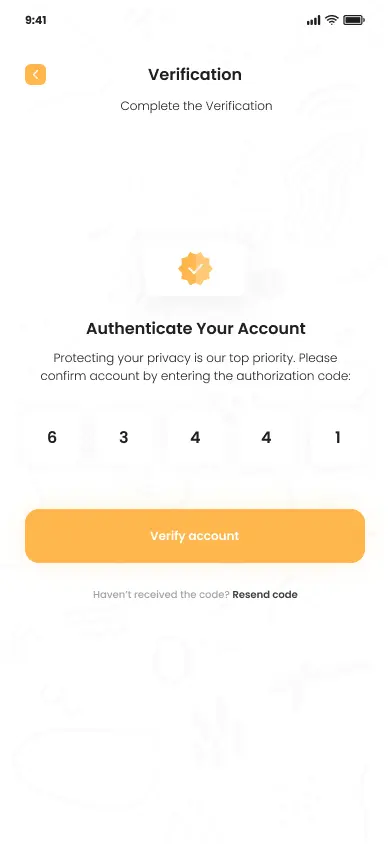 9:41
Verification
Complete the Verification
Authenticate Your Account
Protecting your privacy is our top priority. Please
confirm account by entering the authorization code:
6 3 4 4 1
Verify account
Haven't received the code? Resend code